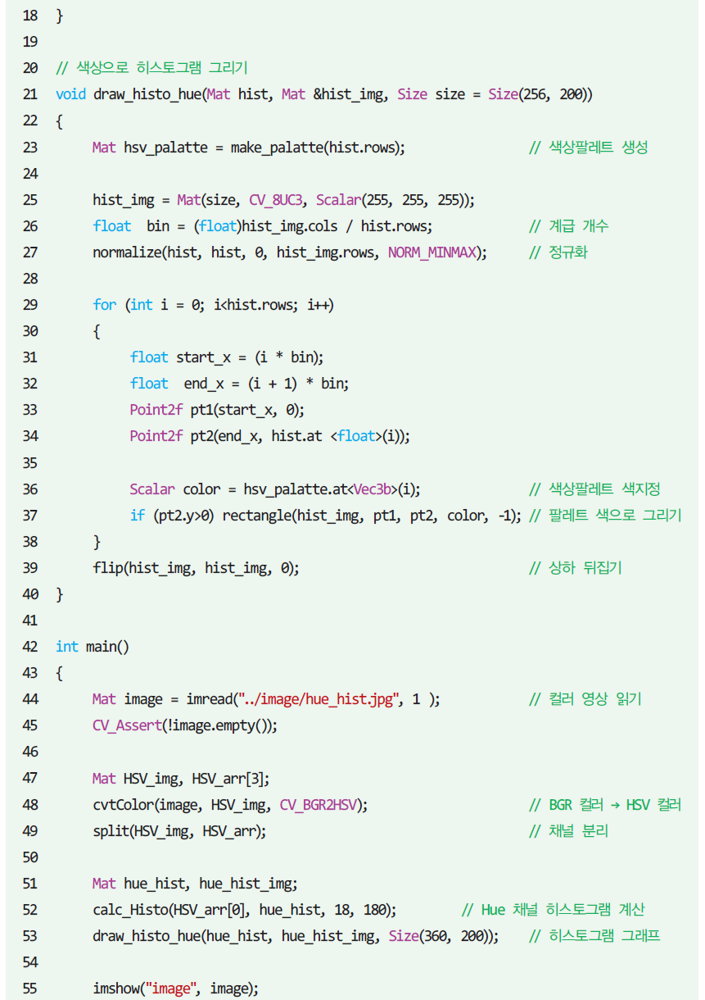 18 }
19
20 // 색상으로 히스토그램 그리기
21 void draw_histo_hue(Mat hist, Mat &hist_img, Size size = Size(256, 200))
22 {
23 Mat hsv_palatte = make_palatte(hist.rows); // 색상팔레트 생성
24
25 hist_img = Mat(size, CV_8UC3, Scalar(255, 255, 255));
26 float bin = (float)hist_img.cols / hist.rows; // 계급 개수
27 normalize(hist, hist, 0, hist_img.rows, NORM_MINMAX); // 정규화
28
29 for (int i = 0; i<hist.rows; i++)
30 {
31 float start_x = (i * bin);
32 float end_x = (i + 1) * bin;
33 Point2f pt1(start_x, 0);
34 Point2f pt2(end_x, hist.at <float>(i));
35
36 Scalar color = hsv_palatte.at<Vec3b>(i); // 색상팔레트 색지정
37 if (pt2.y>0) rectangle(hist_img, pt1, pt2, color, -1); // 팔레트 색으로 그리기
38 }
39 flip(hist_img, hist_img, 0); // 상하 뒤집기
40 }
41
42 int main()
43 {
44 Mat image = imread("../image/hue_hist.jpg", 1 ); // 컬러 영상 읽기
45 CV_Assert(!image.empty());
46
47 Mat HSV_img, HSV_arr[3];
48 cvtColor(image, HSV_img, CV_BGR2HSV); // BGR 컬러 → HSV 컬러
49 split(HSV_img, HSV_arr); // 채널 분리
50
51 Mat hue_hist, hue_hist_img;
52 calc_Histo(HSV_arr[0], hue_hist, 18, 180); // Hue 채널 히스토그램 계산
53 draw_histo_hue(hue_hist, hue_hist_img, Size(360, 200)); // 히스토그램 그래프
54
55 imshow("image", image);